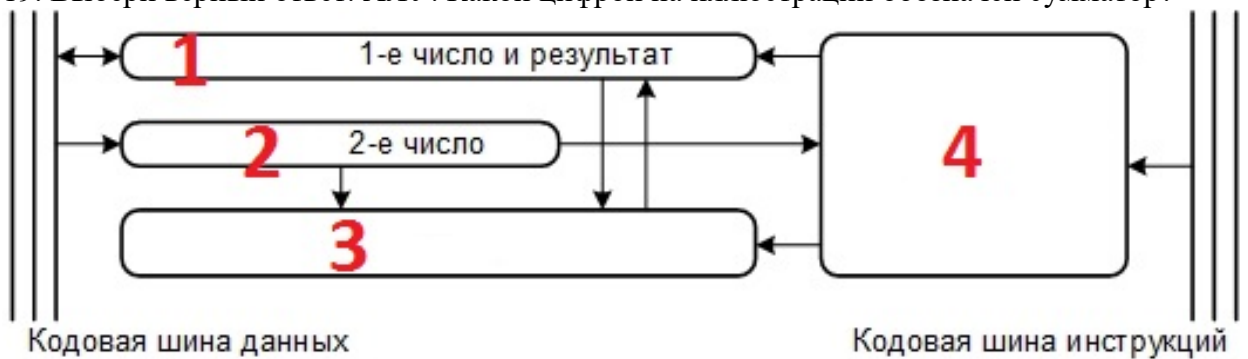 1 1-е число и результат
2 2-е число
4
3
Кодовая шина данных Кодовая шина инструкций